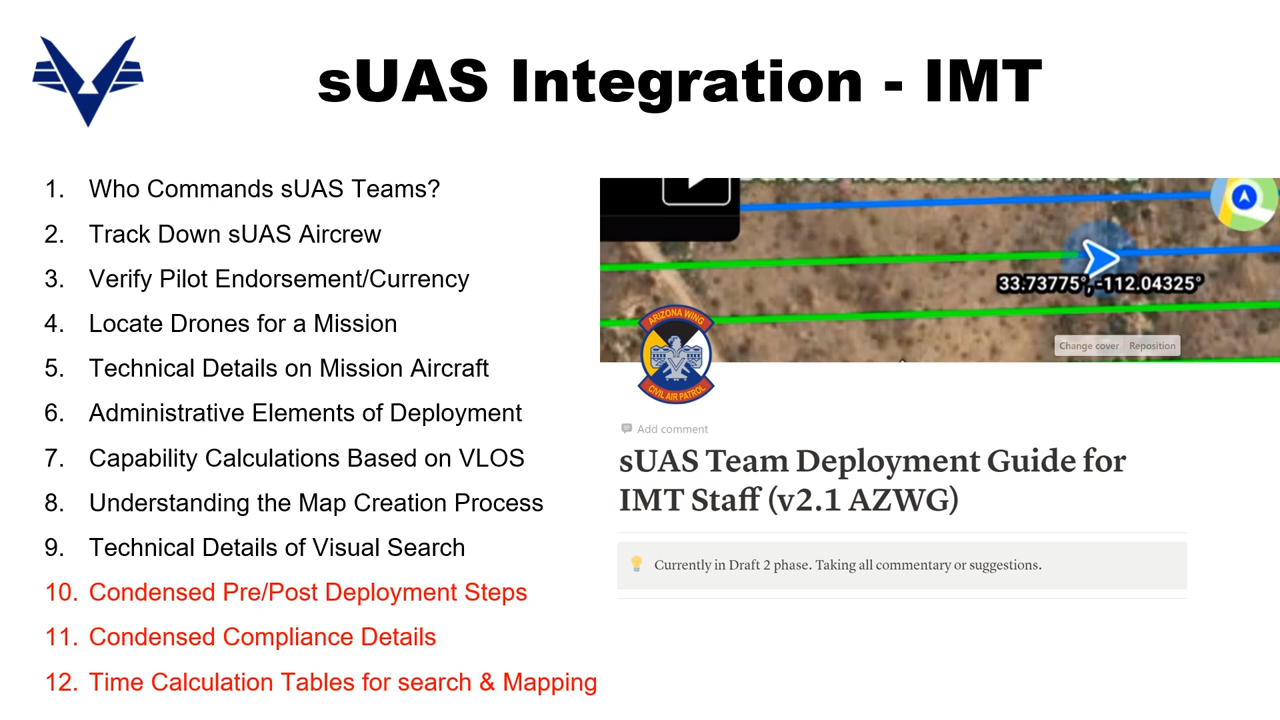 sUAS Integration - IMT
1. Who Commands sUAS Teams?
2. Track Down sUAS Aircrew
3. Verify Pilot Endorsement/Currency
4. Locate Drones for a Mission
5. Technical Details on Mission Aircraft
6. Administrative Elements of Deployment
7. Capability Calculations Based on VLOS
8. Understanding the Map Creation Process
9. Technical Details of Visual Search
10. Condensed Pre/Post Deployment Steps
11. Condensed Compliance Details
12. Time Calculation Tables for search & Mapping
33.73775°, -112.04325°
Change cover Reposition
ARIZONA WING
CIVIL AIR PATROL
Add comment
sUAS Team Deployment Guide for
IMT Staff (v2.1 AZWG)
Currently in Draft 2 phase. Taking all commentary or suggestions.